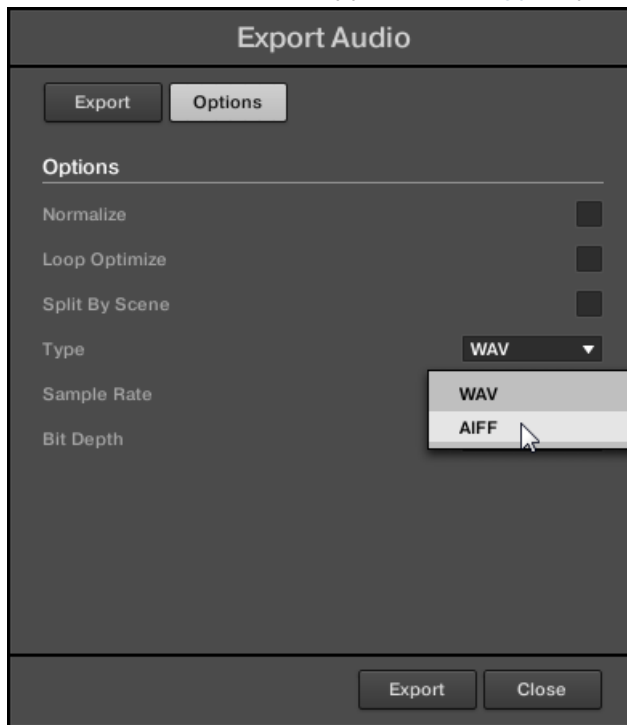 Export Audio
Export Options
Options
Normalize
Loop Optimize
Split By Scene
Type WAV
Sample Rate WAV
AIFF
Bit Depth
Export Close